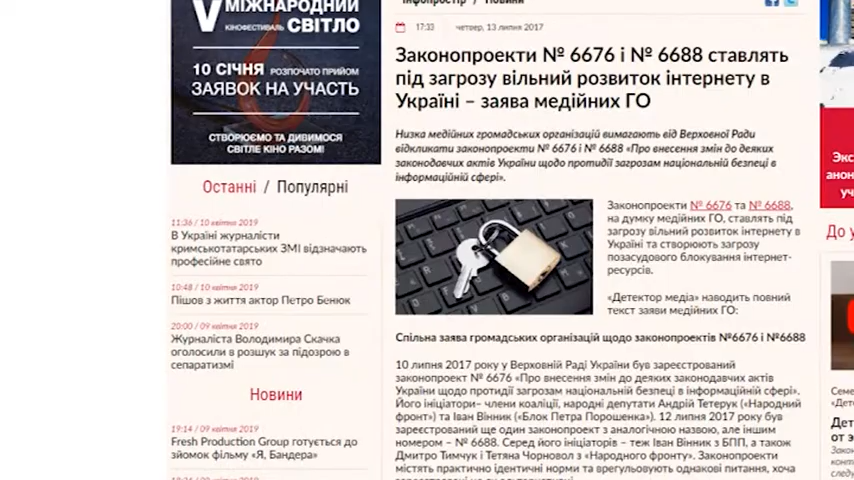 МІЖНАРОДНИЙ
V КІНОФЕСТИВАЛЬ СВІТЛО
10 СІЧНЯ РОЗПОЧАТО ПРИЙОМ
ЗАЯВОК НА УЧАСТЬ
СТВОРЮЄМО ТА ДИВИМОСЯ
СВІТЛЕ КІНО РАЗОМ!
Останні / Популярні
11:36 / 10 квітня 2019
В Україні журналісти
кримськотатарських ЗМІ відзначають
професійне свято
10:48 / 10 квітня 2019
Пішов з життя актор Петро Бенюк
20:00 / 09 квітня 2019
Журналіста Володимира Скачка
оголосили в розшук за підозрою в
сепаратизмі
Новини
19:14 / 09 квітня 2019
Fresh Production Group готується до
зйомок фільму «Я, Бандера»
Інфопростір / Новини
17:33 четвер, 13 липня 2017
Законопроекти № 6676 і № 6688 ставлять
під загрозу вільний розвиток інтернету в
Україні – заява медійних ГО
Низка медійних громадських організацій вимагають від Верховної Ради
відкликати законопроекти № 6676 і № 6688 «Про внесення змін до деяких
законодавчих актів України щодо протидії загрозам національній безпеці в
інформаційній сфері».
Законопроекти № 6676 та № 6688,
на думку медійних ГО, ставлять під
загрозу вільний розвиток інтернету в
Україні та створюють загрозу
позасудового блокування інтернет-
ресурсів.
«Детектор медіа» наводить повний
текст заяви медійних ГО:
Спільна заява громадських організацій щодо законопроектів №6676 і №6688
10 липня 2017 року у Верховній Раді України був зареєстрований
законопроект № 6676 «Про внесення змін до деяких законодавчих актів
України щодо протидії загрозам національній безпеці в інформаційній сфері».
Його ініціатори– члени коаліції, народні депутати Андрій Тетерук («Народний
фронт») та Іван Вінник («Блок Петра Порошенка»). 12 липня 2017 року був
зареєстрований ще один законопроект з аналогічною назвою, але іншим
номером – № 6688. Серед його ініціаторів – теж Іван Вінник з БПП, а також
Дмитро Тимчук і Тетяна Чорновол з «Народного фронту». Законопроекти
містять практично ідентичні норми та врегульовують однакові питання, хоча
До у